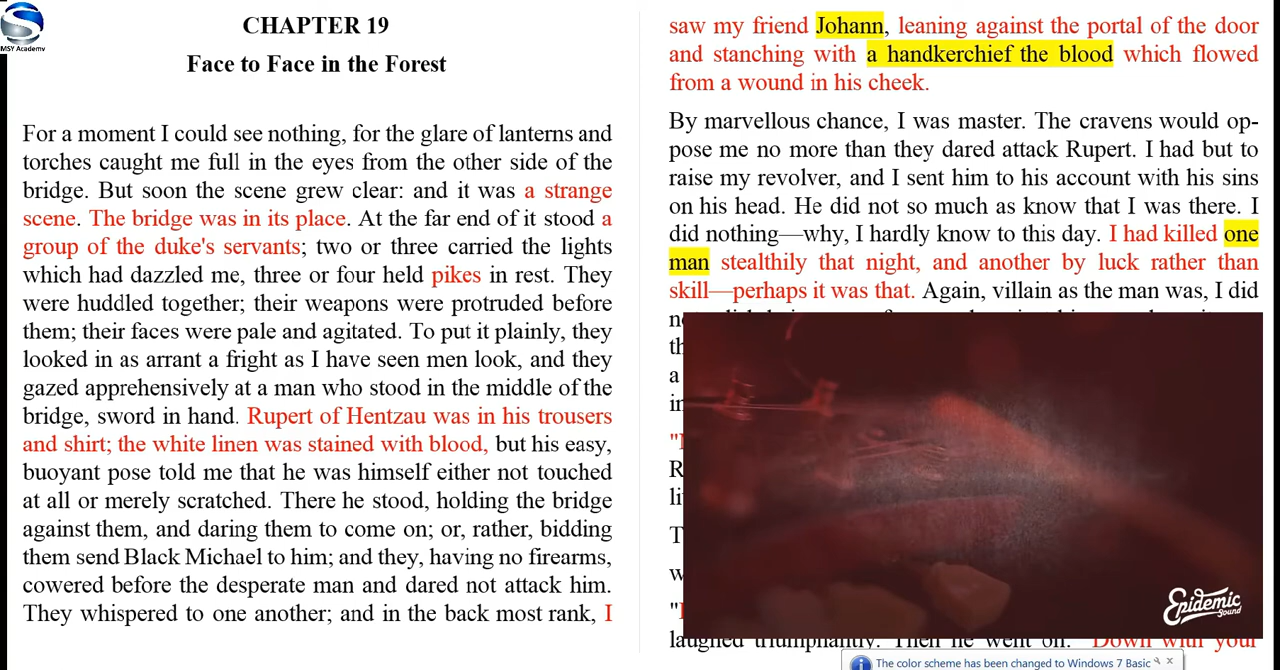 MSY Academy
CHAPTER 19
Face to Face in the Forest
For a moment I could see nothing, for the glare of lanterns and
torches caught me full in the eyes from the other side of the
bridge. But soon the scene grew clear: and it was a strange
scene. The bridge was in its place. At the far end of it stood a
group of the duke's servants; two or three carried the lights
which had dazzled me, three or four held pikes in rest. They
were huddled together; their weapons were protruded before
them; their faces were pale and agitated. To put it plainly, they
looked in as arrant a fright as I have seen men look, and they
gazed apprehensively at a man who stood in the middle of the
bridge, sword in hand. Rupert of Hentzau was in his trousers
and shirt; the white linen was stained with blood, but his easy,
buoyant pose told me that he was himself either not touched
at all or merely scratched. There he stood, holding the bridge
against them, and daring them to come on; or, rather, bidding
them send Black Michael to him; and they, having no firearms,
cowered before the desperate man and dared not attack him.
They whispered to one another; and in the back most rank, I
saw my friend Johann, leaning against the portal of the door
and stanching with a handkerchief the blood which flowed
from a wound in his cheek.
By marvellous chance, I was master. The cravens would op-
pose me no more than they dared attack Rupert. I had but to
raise my revolver, and I sent him to his account with his sins
on his head. He did not so much as know that I was there. I
did nothing—why, I hardly know to this day. I had killed one
man stealthily that night, and another by luck rather than
skill—perhaps it was that. Again, villain as the man was, I did
a
Epidemic
Sound
laughed triumphantly. Then he went on: "Down with your
The color scheme has been changed to Windows 7 Basic